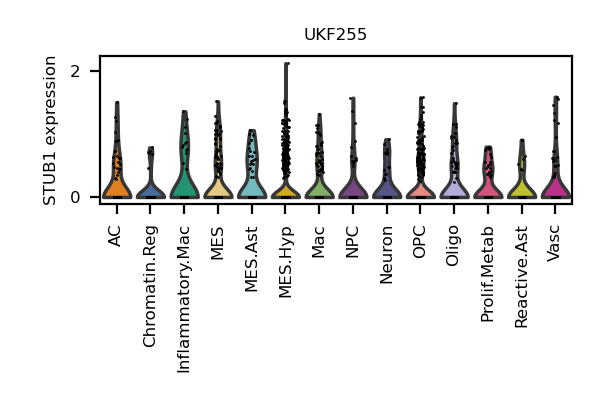 UKF255
STUB1 expression
2
0
AC
Chromatin.Reg
Inflammatory.Mac
MES
MES.Ast
MES.Hyp
Mac
NPC
Neuron
OPC
Oligo
Prolif.Metab
Reactive.Ast
Vasc